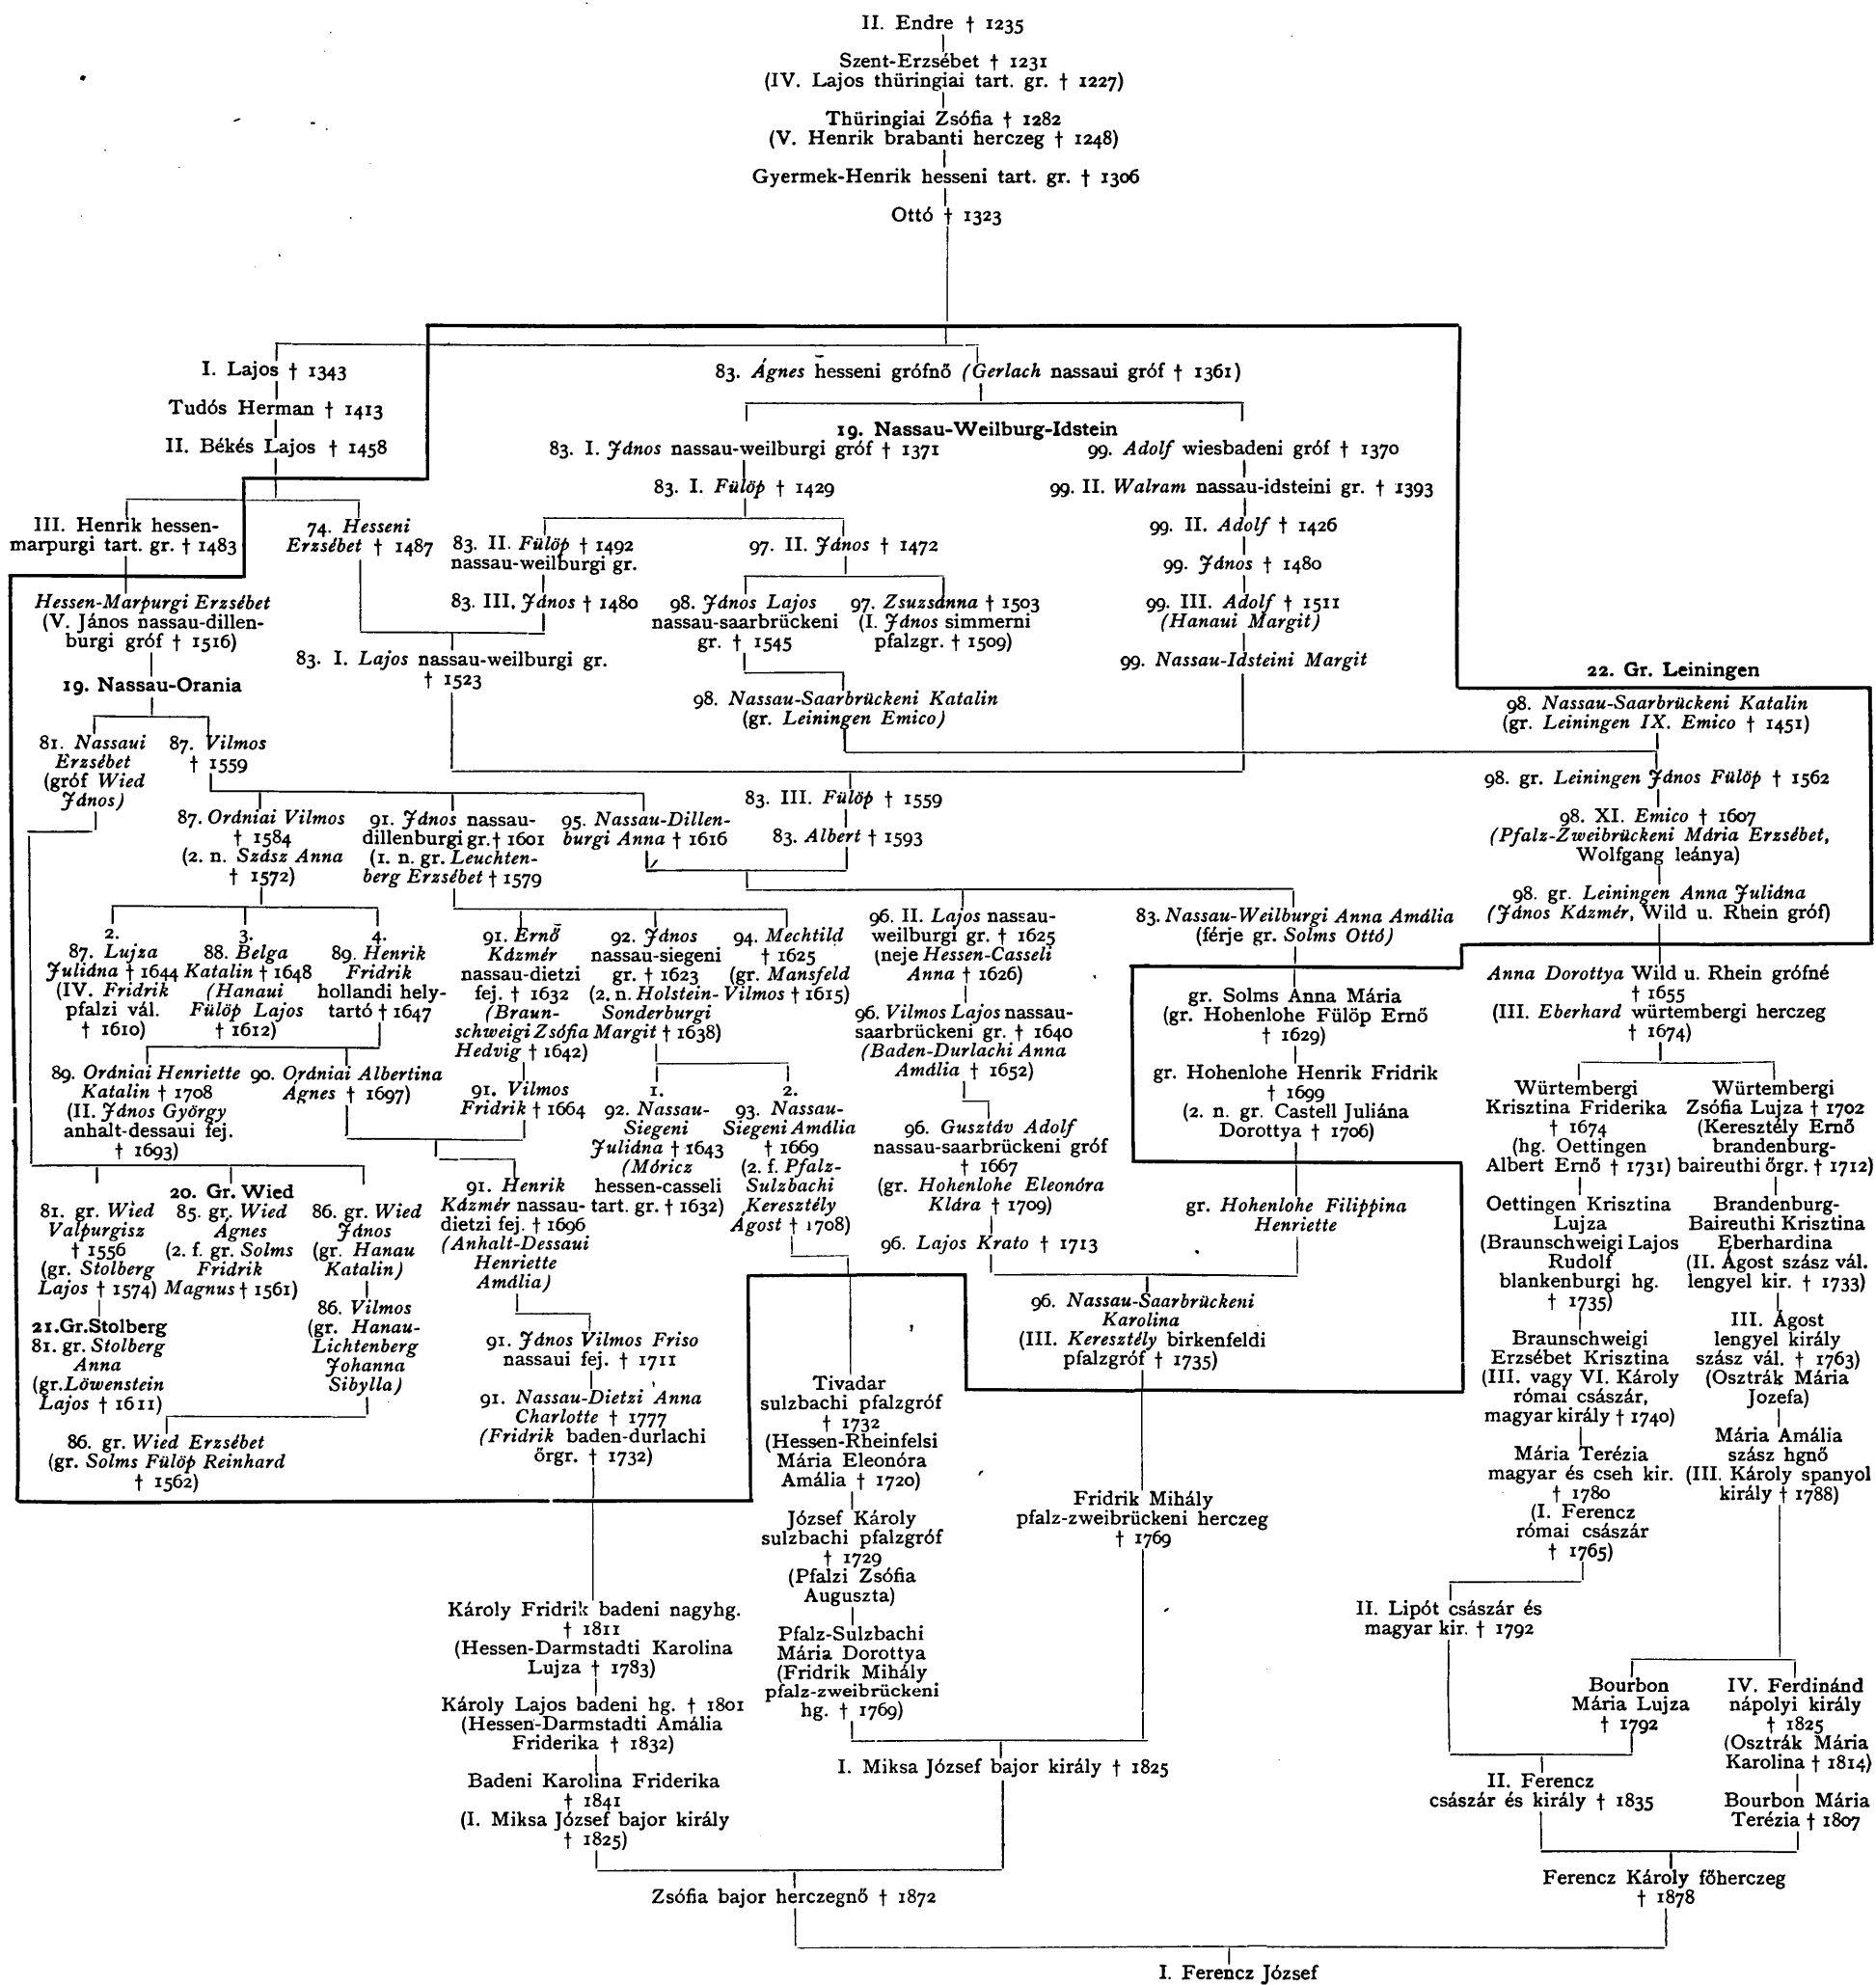 II. Endre † 1235
Szent-Erzsébet † 1231
(IV. Lajos thüringiai tart. gr. † 1227)
Thüringiai Zsófia † 1282
(V. Henrik brabanti herczeg † 1248)
Gyermek-Henrik hesseni tart. gr. † 1306
Ottó † 1323
I. Lajos † 1343
Tudós Herman † 1413
II. Békés Lajos † 1458
83. Ágnes hesseni grófnő (Gerlach nassaui gróf † 1361)
19. Nassau-Weilburg-Idstein
83. I. János nassau-weilburgi gróf † 1371
99. Adolf wiesbadeni gróf † 1370
83. I. Fülöp † 1429
99. II. Walram nassau-idsteini gr. † 1393
99. II. Adolf † 1426
99. János † 1480
99. III. Adolf † 1511
(Hanaui Margit)
99. Nassau-Idsteini Margit
III. Henrik hessen-
marpurgi tart. gr. † 1483
74. Hesseni
Erzsébet † 1487
83. II. Fülöp † 1492
nassau-weilburgi gr.
97. II. János † 1472
83. III. János † 1480
98. János Lajos
nassau-saarbrückeni
gr. † 1545
97. Zsuzsánna † 1503
(I. János simmerni
pfalzgr. † 1509)
Hessen-Marpurgi Erzsébet
(V. János nassau-dillen-
burgi gróf † 1516)
83. I. Lajos nassau-weilburgi gr.
† 1523
98. Nassau-Saarbrückeni Katalin
(gr. Leiningen Emico)
19. Nassau-Orania
22. Gr. Leiningen
98. Nassau-Saarbrückeni Katalin
(gr. Leiningen IX. Emico † 1451)
98. gr. Leiningen János Fülöp † 1562
98. XI. Emico † 1607
(Pfalz-Zweibrückeni Mária Erzsébet,
Wolfgang leánya)
98. gr. Leiningen Anna Juliána
(János Kázmér, Wild u. Rhein gróf)
81. Nassaui
Erzsébet
(gróf Wied
János)
87. Vilmos
† 1559
83. III. Fülöp † 1559
83. Albert † 1593
87. Orániai Vilmos
† 1584
(2. n. Szász Anna
† 1572)
91. János nassau-
dillenburgi gr. † 1601
(1. n. gr. Leuchten-
berg Erzsébet † 1579
95. Nassau-Dillen-
burgi Anna † 1616
2.
87. Lujza
Juliána † 1644
(IV. Fridrik
pfalzi vál.
† 1610)
3.
88. Belga
Katalin † 1648
(Hanaui
Fülöp Lajos
† 1612)
4.
89. Henrik
Fridrik
hollandi hely-
tartó † 1647
91. Ernő
Kázmér
nassau-dietzi
fej. † 1632
(Braun-
schweigi Zsófia
Hedvig † 1642)
92. János
nassau-siegeni
gr. † 1623
(2. n. Holstein-
Sonderburgi
Margit † 1638)
94. Mechtild
† 1625
(gr. Mansfeld
Vilmos † 1615)
96. II. Lajos nassau-
weilburgi gr. † 1625
(neje Hessen-Casseli
Anna † 1626)
96. Vilmos Lajos nassau-
saarbrückeni gr. † 1640
(Baden-Durlachi Anna
Amália † 1652)
83. Nassau-Weilburgi Anna Amália
(férje gr. Solms Ottó)
gr. Solms Anna Mária
(gr. Hohenlohe Fülöp Ernő
† 1629)
gr. Hohenlohe Henrik Fridrik
† 1699
(2. n. gr. Castell Juliána
Dorottya † 1706)
gr. Hohenlohe Filippina
Henriette
Anna Dorottya Wild u. Rhein grófné
† 1655
(III. Eberhard würtembergi herczeg
† 1674)
89. Orániai Henriette
Katalin † 1708
(II. János György
anhalt-dessaui fej.
† 1693)
90. Orániai Albertina
Ágnes † 1697)
91. Vilmos
Fridrik † 1664
1.
92. Nassau-
Siegeni
Juliána † 1643
(Móricz
hessen-casseli
tart. gr. † 1632)
2.
93. Nassau-
Siegeni Amália
† 1669
(2. f. Pfalz-
Sulzbachi
Keresztély
Ágost † 1708)
96. Gusztáv Adolf
nassau-saarbrückeni gróf
† 1667
(gr. Hohenlohe Eleonóra
Klára † 1709)
96. Lajos Krato † 1713
96. Nassau-Saarbrückeni
Karolina
(III. Keresztély birkenfeldi
pfalzgróf † 1735)
20. Gr. Wied
81. gr. Wied
Valpurgisz
† 1556
(gr. Stolberg
Lajos † 1574)
85. gr. Wied
Ágnes
(2. f. gr. Solms
Fridrik
Magnus † 1561)
86. gr. Wied
János
(gr. Hanau
Katalin)
86. Vilmos
(gr. Hanau-
Lichtenberg
Johanna
Sibylla)
21. Gr. Stolberg
81. gr. Stolberg
Anna
(gr. Löwenstein
Lajos † 1611)
86. gr. Wied Erzsébet
(gr. Solms Fülöp Reinhard
† 1562)
91. Henrik
Kázmér nassau-
dietzi fej. † 1696
(Anhalt-Dessaui
Henriette
Amália)
91. János Vilmos Friso
nassaui fej. † 1711
91. Nassau-Dietzi Anna
Charlotte † 1777
(Fridrik baden-durlachi
őrgr. † 1732)
Tivadar
sulzbachi pfalzgróf
† 1732
(Hessen-Rheinfelsi
Mária Eleonóra
Amália † 1720)
József Károly
sulzbachi pfalzgróf
† 1729
(Pfalzi Zsófia
Auguszta)
Pfalz-Sulzbachi
Mária Dorottya
(Fridrik Mihály
pfalz-zweibrückeni
hg. † 1769)
Fridrik Mihály
pfalz-zweibrückeni herczeg
† 1769
Würtembergi
Krisztina Friderika
† 1674
(hg. Oettingen
Albert Ernő † 1731)
Oettingen Krisztina
Lujza
(Braunschweigi Lajos
Rudolf
blankenburgi hg.
† 1735)
Braunschweigi
Erzsébet Krisztina
(III. vagy VI. Károly
római császár,
magyar király † 1740)
Mária Terézia
magyar és cseh kir.
† 1780
(I. Ferencz
római császár
† 1765)
Würtembergi
Zsófia Lujza † 1702
(Keresztély Ernő
brandenburg-
baireuthi őrgr. † 1712)
Brandenburg-
Baireuthi Krisztina
Eberhardina
(II. Ágost szász vál.
lengyel kir. † 1733)
III. Ágost
lengyel király
szász vál. † 1763)
(Osztrák Mária
Jozefa)
Mária Amália
szász hgnő
(III. Károly spanyol
király † 1788)
Károly Fridrik badeni nagyhg.
† 1811
(Hessen-Darmstadti Karolina
Lujza † 1783)
Károly Lajos badeni hg. † 1801
(Hessen-Darmstadti Amália
Friderika † 1832)
Badeni Karolina Friderika
† 1841
(I. Miksa József bajor király
† 1825)
I. Miksa József bajor király † 1825
II. Lipót császár és
magyar kir. † 1792
Bourbon
Mária Lujza
† 1792
IV. Ferdinánd
nápolyi király
† 1825
(Osztrák Mária
Karolina † 1814)
II. Ferencz
császár és király † 1835
Bourbon Mária
Terézia † 1807
Zsófia bajor herczegnő † 1872
Ferencz Károly főherczeg
† 1878
I. Ferencz József